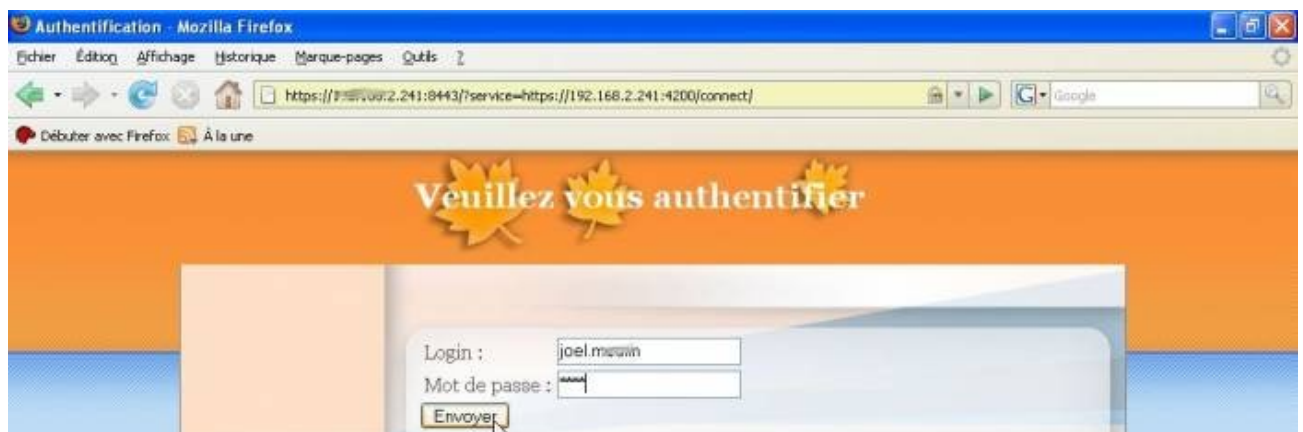 Authentification - Mozilla Firefox
Fichier Édition Affichage Historique Marque-pages Outils ?
2.241:8443/?service=https://192.168.2.241:4200/connect/
Google
Débuter avec Firefox À la une
Veuillez vous authentifier
Login :
Mot de passe : ****
Envoyer